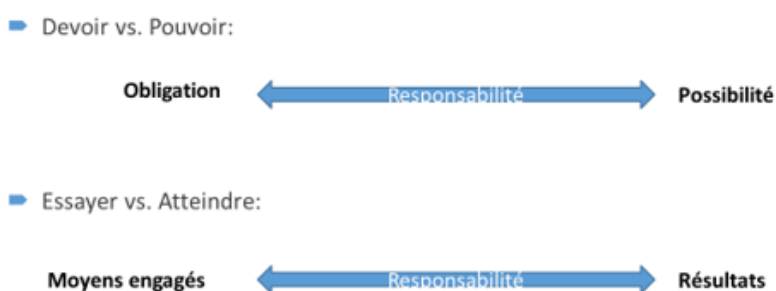 Devoir vs. Pouvoir:
Obligation Responsabilité Possibilité
Essayer vs. Atteindre:
Moyens engagés Responsabilité Résultats